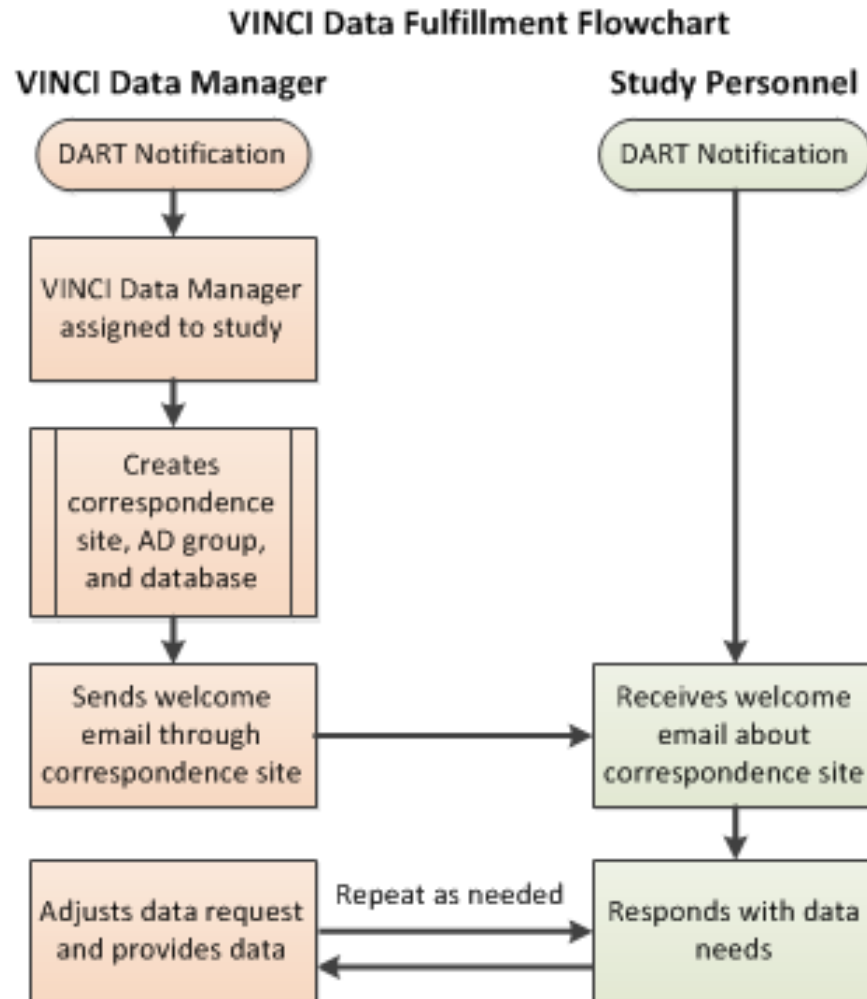 VINCI Data Fulfillment Flowchart
VINCI Data Manager
Study Personnel
DART Notification
DART Notification
VINCI Data Manager
assigned to study
Creates
correspondence
site, AD group,
and database
Sends welcome
email through
correspondence site
Receives welcome
email about
correspondence site
Adjusts data request
and provides data
Repeat as needed
Responds with data
needs